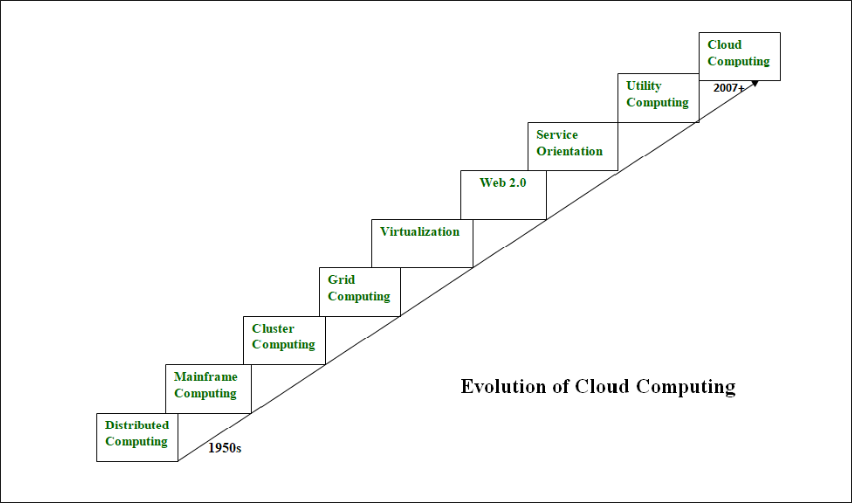 Cloud
Computing
2007+
Utility
Computing
Service
Orientation
Web 2.0
Virtualization
Grid
Computing
Cluster
Computing
Mainframe
Computing
Evolution of Cloud Computing
Distributed
Computing
1950s